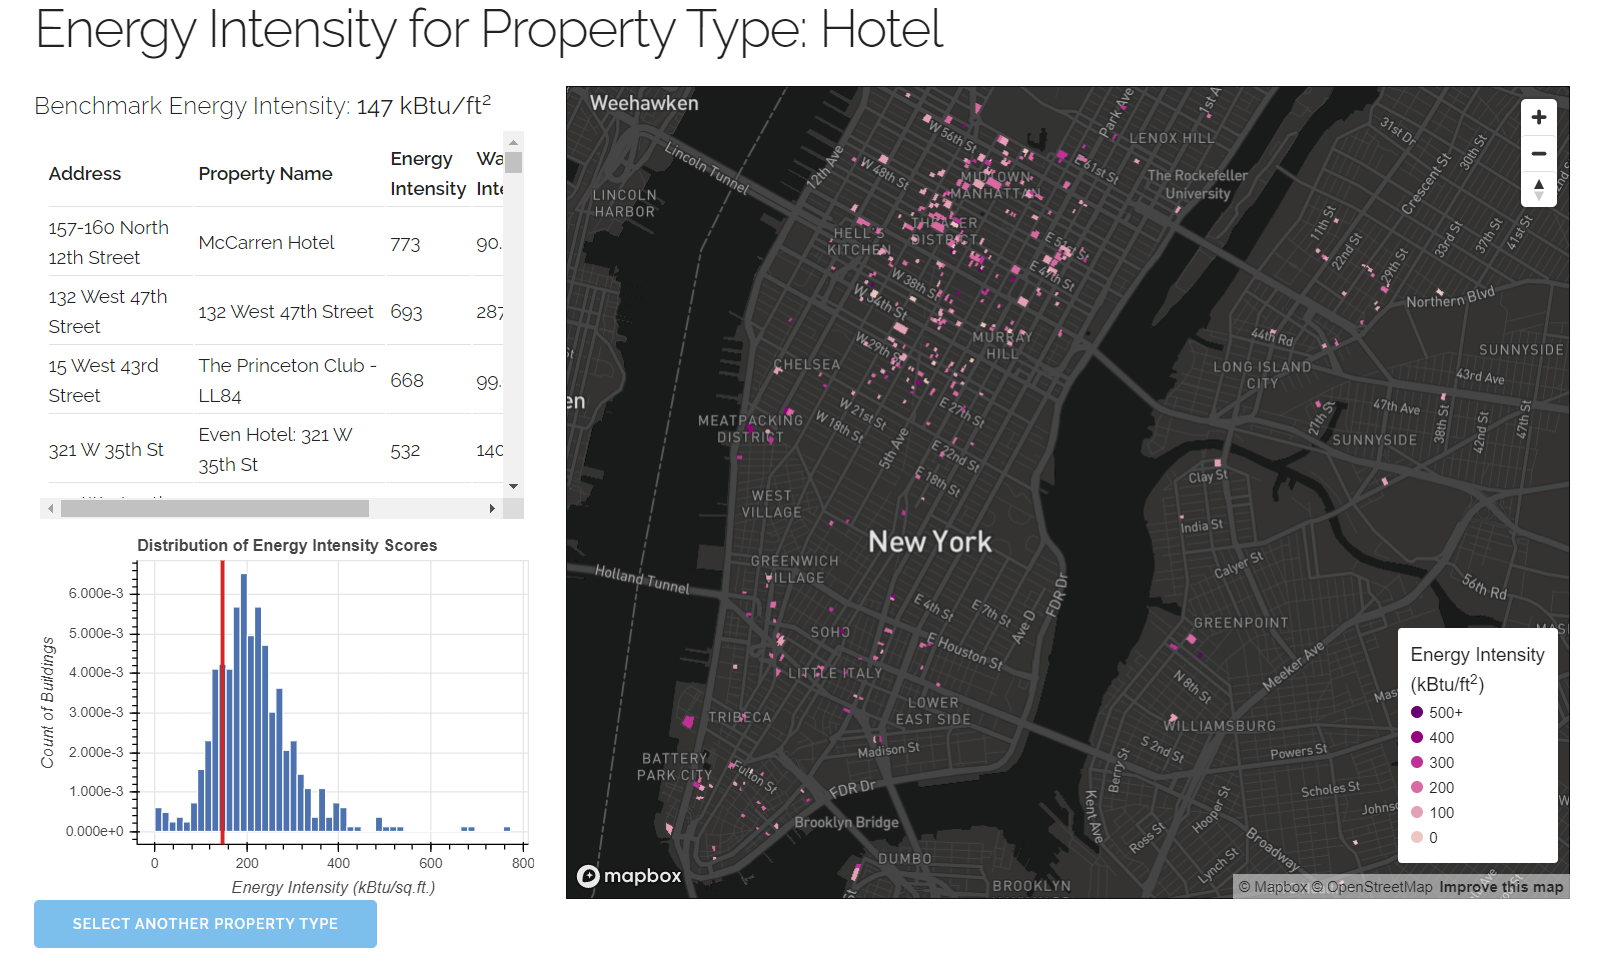 Energy Intensity for Property Type: Hotel
Benchmark Energy Intensity: 147 kBtu/ft2
Address
Property Name
Energy Intensity
157-160 North
12th Street
McCarren Hotel
773
90.
132 West 47th
Street
132 West 47th Street
693
287
15 West 43rd
Street
The Princeton Club -
LL84
668
99.
321 W 35th St
Even Hotel: 321 W
35th St
532
140
Distribution of Energy Intensity Scores
Count of Buildings
6.000e-3
5.000e-3
4.000e-3
3.000e-3
2.000e-3
1.000e-3
0.000e+0
0
200
400
600
800
Energy Intensity (kBtu/sq.ft.)
SELECT ANOTHER PROPERTY TYPE
Weehawken
Lincoln Tunnel
LINCOLN
HARBOR
12th Ave
W 56th St
W 48th St
Park Ave
1st A
LENOX HILL
E 61st St
The Rockefeller
University
MIDTOWN
MANHATTAN
THEATER
DISTRICT
HELL'S
KITCHEN
E 51st St
E 47th St
W 38th St
W 34th St
W 29th St
MURRAY
HILL
CHELSEA
W 21st St
W 18th St
E 27th St
E 22nd St
E 18th St
5th Ave
MEATPACKING
DISTRICT
WEST
VILLAGE
New York
GREENWICH
VILLAGE
Holland Tunnel
E 4th St
E 7th St
Ave D
FDR Dr
SOHO
E Houston St
LITTLE ITALY
LOWER
EAST SIDE
TRIBECA
Madison St
BATTERY
PARK CITY
Fulton St
FDR Dr
Brooklyn Bridge
DUMBO
BROOKLYN
31st Dr
30th St
Crescent St
11th St
22nd St
29th St
33rd St
37th St
41st St
Northern Blvd
44th Rd
LONG ISLAND
CITY
SUNNYSIDE
43rd Ave
47th Ave
27th St
38th St
42nd St
47th St
SUNNYSIDE
Clay St
India St
Calyer St
56th Rd
GREENPOINT
Meeker Ave
N 8th St
WILLIAMSBURG
S 2nd St
Powers St
Berry St
Scholes St
Kent Ave
Hooper St
Ross St
Broadway
Lynch St
Energy Intensity
(kBtu/ft2)
500+
400
300
200
100
0
mapbox
© Mapbox © OpenStreetMap Improve this map